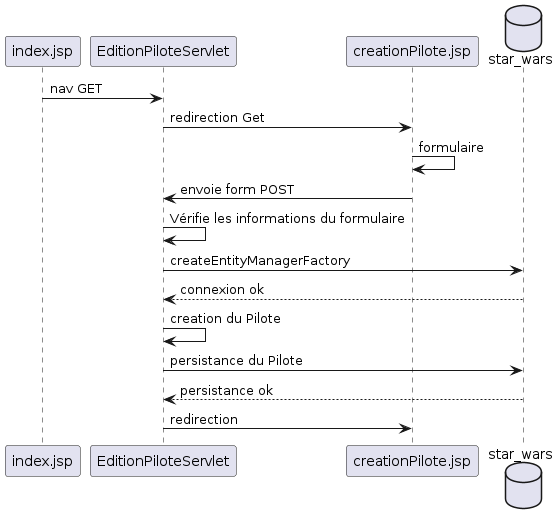 star_wars
index.jsp
EditionPiloteServlet
creationPilote.jsp
nav GET
redirection Get
formulaire
envoie form POST
Vérifie les informations du formulaire
createEntityManagerFactory
connexion ok
creation du Pilote
persistance du Pilote
persistance ok
redirection
index.jsp
EditionPiloteServlet
creationPilote.jsp
star_wars